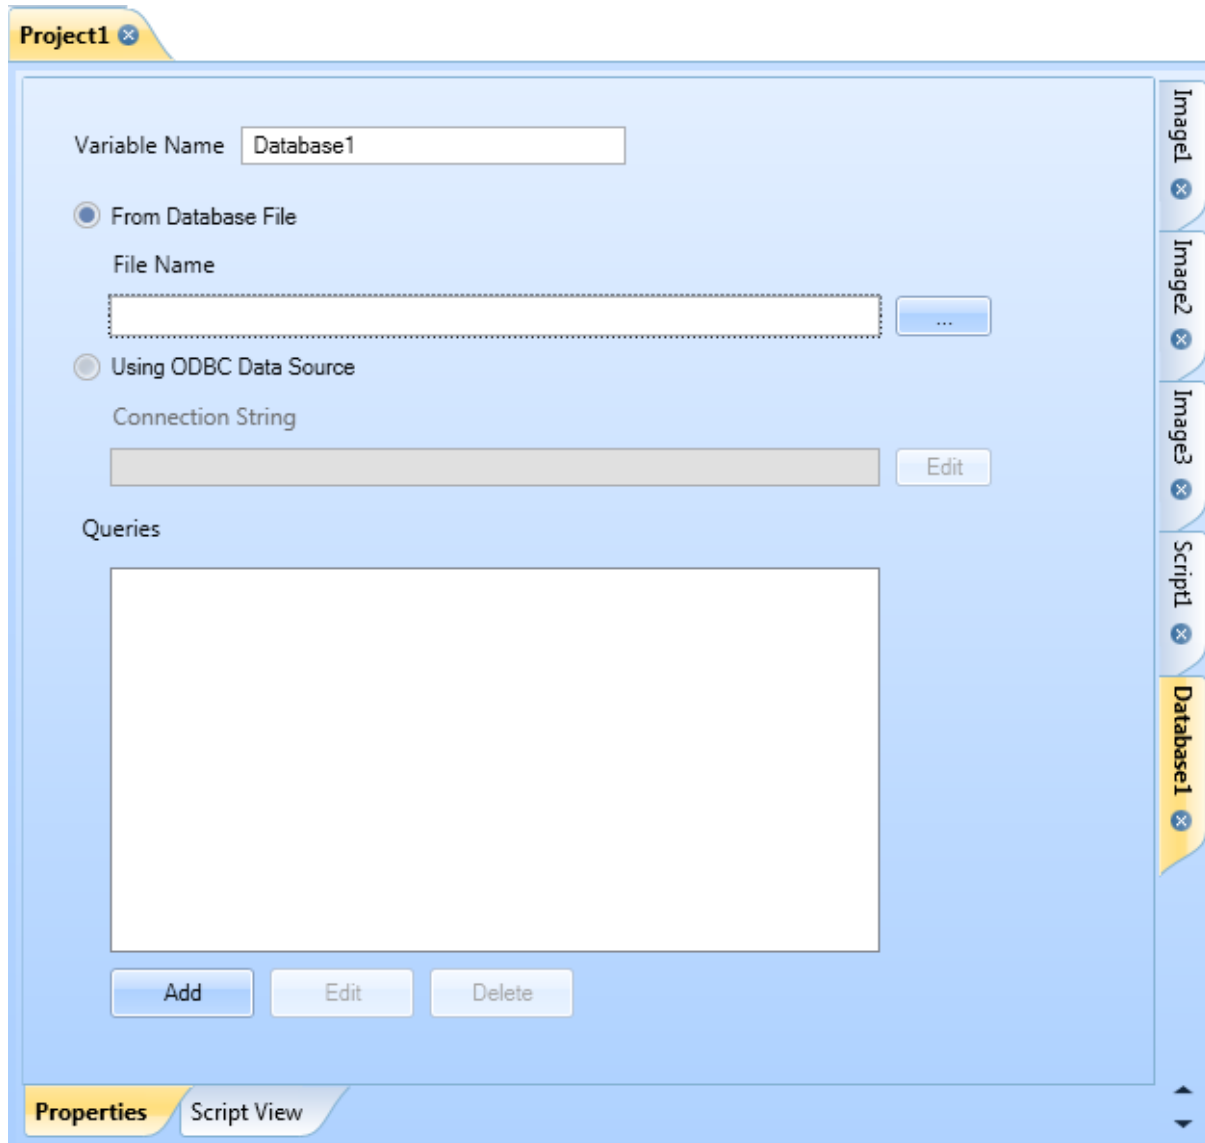 Project1
Variable Name Database1
From Database File
File Name
...
Using ODBC Data Source
Connection String
Edit
Queries
Add Edit Delete
Properties Script View
Image1
Image2
Image3
Script1
Database1